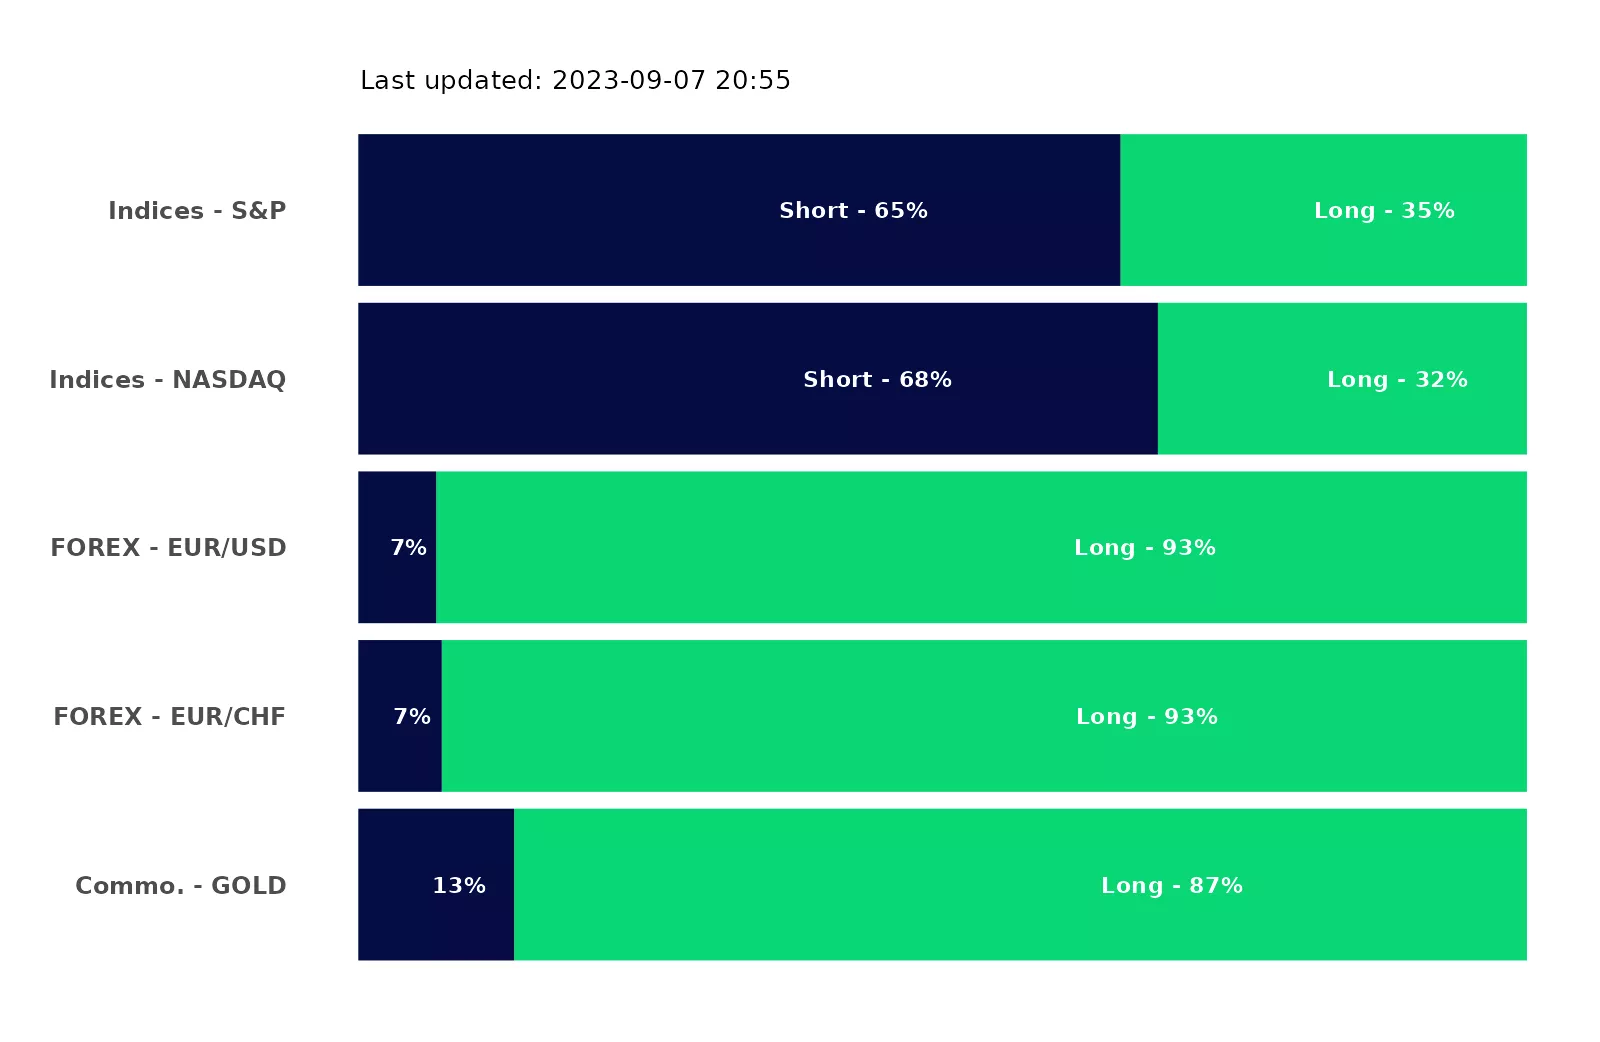 Last updated: 2023-09-07 20:55
Indices - S&P Short - 65% Long - 35%
Indices - NASDAQ Short - 68% Long - 32%
FOREX - EUR/USD 7% Long - 93%
FOREX - EUR/CHF 7% Long - 93%
Commo. - GOLD 13% Long - 87%